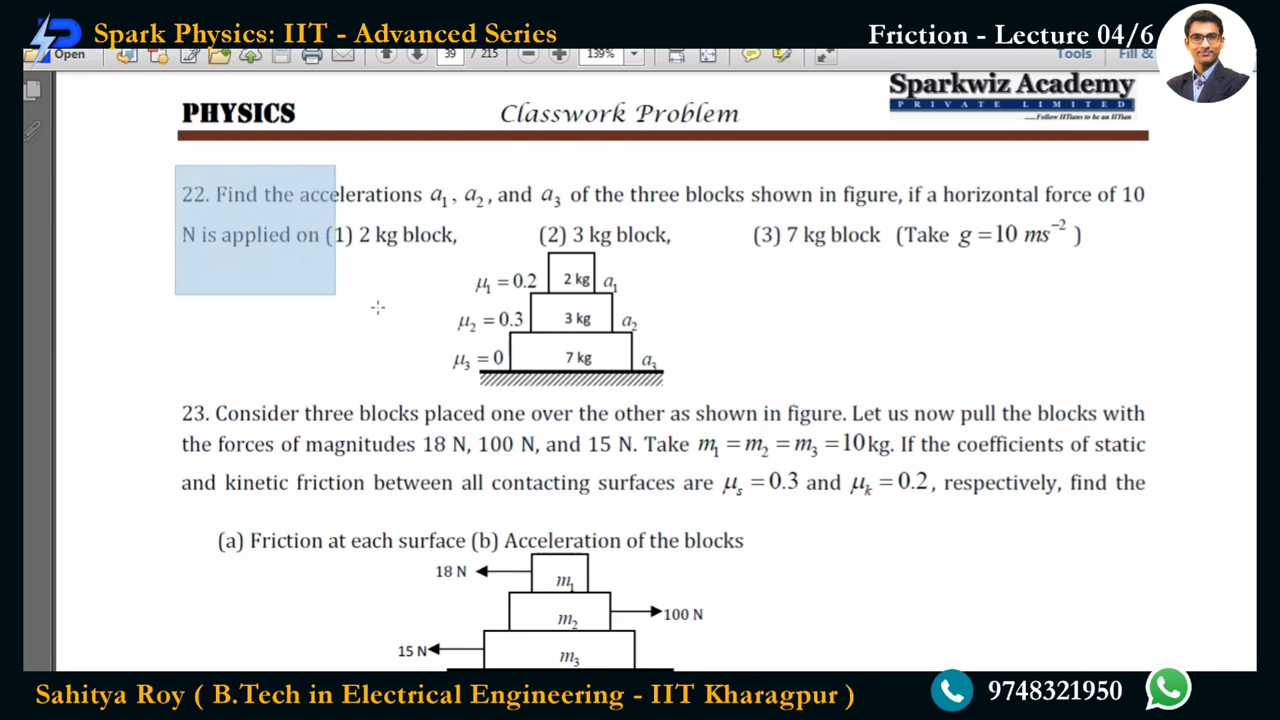 Spark Physics: IIT - Advanced Series
Friction - Lecture 04/6
Open
39 / 215
139%
Tools
Fill &
PHYSICS
Classwork Problem
Sparkwiz Academy
PRIVATE LIMITED
.....Follow IITians to be an IITian
22. Find the accelerations a₁, a₂, and a₃ of the three blocks shown in figure, if a horizontal force of 10
N is applied on (1) 2 kg block, (2) 3 kg block, (3) 7 kg block (Take g = 10 ms⁻²)
μ₁ = 0.2 2 kg a₁
μ₂ = 0.3 3 kg a₂
μ₃ = 0 7 kg a₃
23. Consider three blocks placed one over the other as shown in figure. Let us now pull the blocks with
the forces of magnitudes 18 N, 100 N, and 15 N. Take m₁ = m₂ = m₃ = 10 kg. If the coefficients of static
and kinetic friction between all contacting surfaces are μₛ = 0.3 and μₖ = 0.2, respectively, find the
(a) Friction at each surface (b) Acceleration of the blocks
18 N m₁
m₂ 100 N
15 N m₃
Sahitya Roy ( B.Tech in Electrical Engineering - IIT Kharagpur )
9748321950